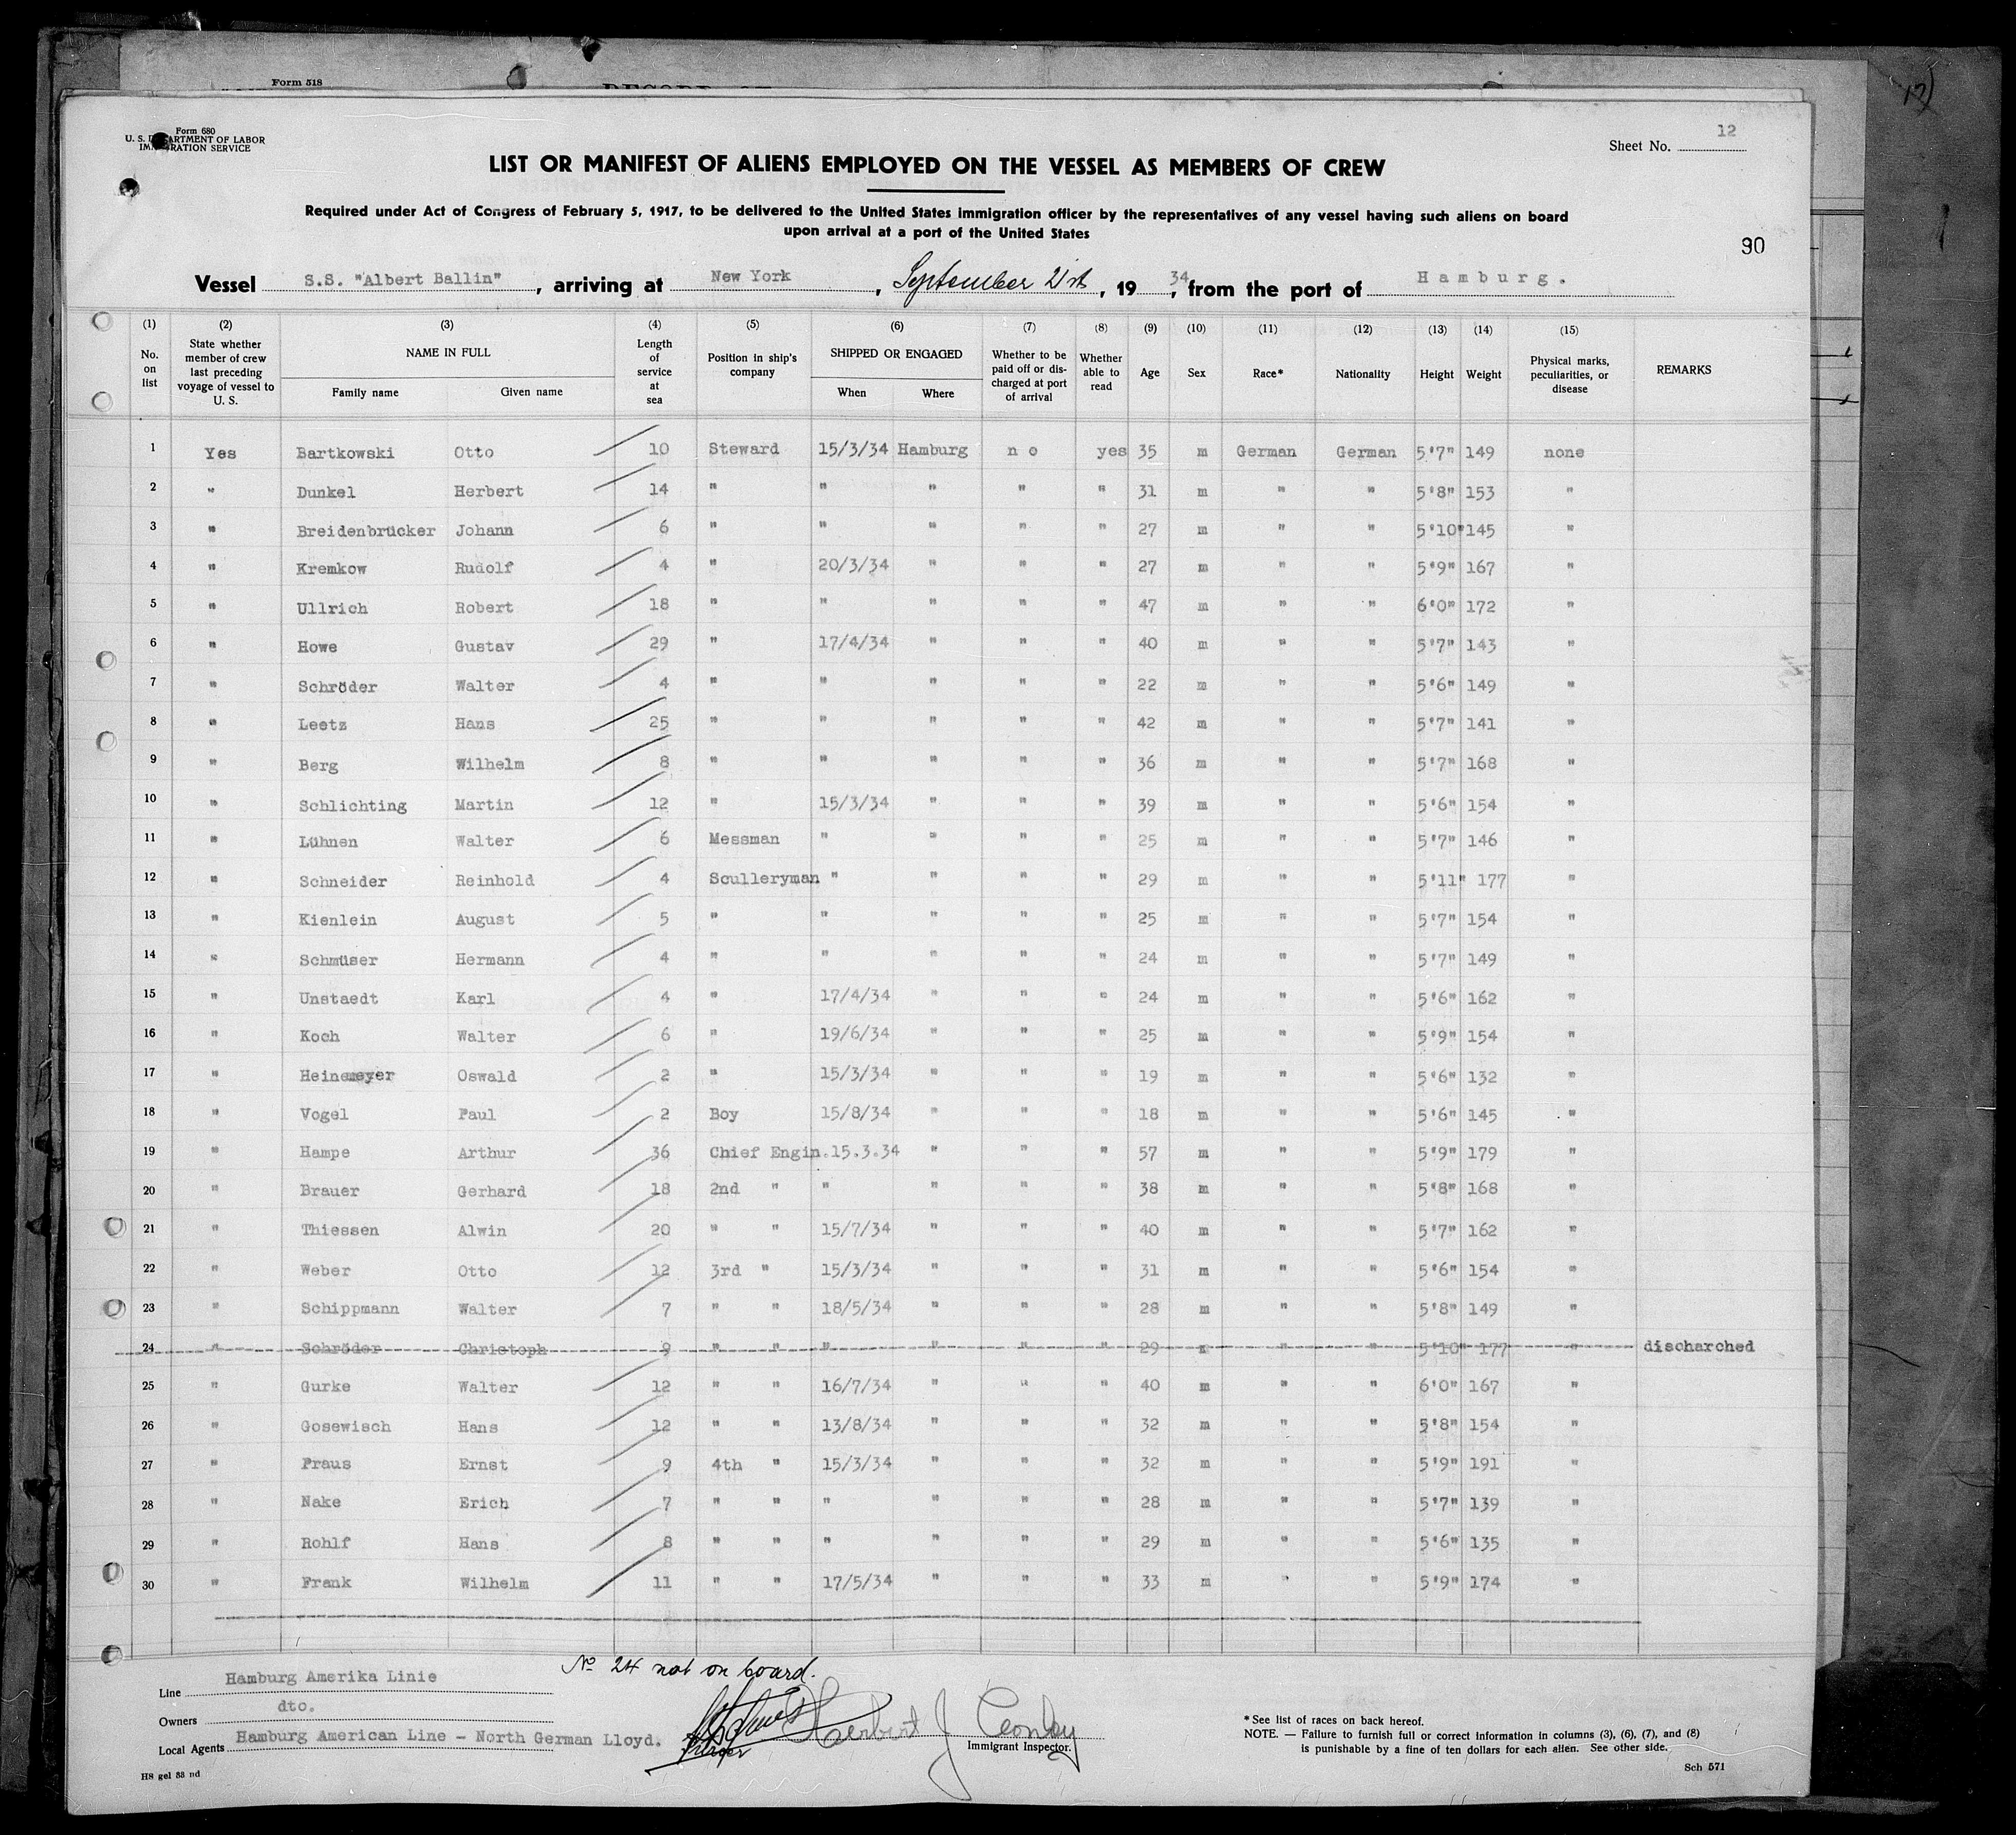 Form 518
Form 680
U. S. DEPARTMENT OF LABOR
IMMIGRATION SERVICE
Sheet No. 12
LIST OR MANIFEST OF ALIENS EMPLOYED ON THE VESSEL AS MEMBERS OF CREW
Required under Act of Congress of February 5, 1917, to be delivered to the United States immigration officer by the representatives of any vessel having such aliens on board
upon arrival at a port of the United States
30
Vessel S.S. "Albert Ballin", arriving at New York, September 21st, 1934, from the port of Hamburg.
(1) (2) (3) (4) (5) (6) (7) (8) (9) (10) (11) (12) (13) (14) (15)
No. on list State whether member of crew last preceding voyage of vessel to U. S. NAME IN FULL Family name Given name Length of service at sea Position in ship's company SHIPPED OR ENGAGED When Where Whether to be paid off or discharged at port of arrival Whether able to read Age Sex Race* Nationality Height Weight Physical marks, peculiarities, or disease REMARKS
1 Yes Bartkowski Otto 10 Steward 15/3/34 Hamburg no yes 35 m German German 5'7" 149 none
2 " Dunkel Herbert 14 " " " " " 31 m " " 5'8" 153 "
3 " Breidenbrücker Johann 6 " " " " " 27 m " " 5'10" 145 "
4 " Kremkow Rudolf 4 " 20/3/34 " " " 27 m " " 5'9" 167 "
5 " Ullrich Robert 18 " " " " " 47 m " " 6'0" 172 "
6 " Howe Gustav 29 " 17/4/34 " " " 40 m " " 5'7" 143 "
7 " Schröder Walter 4 " " " " " 22 m " " 5'6" 149 "
8 " Leetz Hans 25 " " " " " 42 m " " 5'7" 141 "
9 " Berg Wilhelm 8 " " " " " 36 m " " 5'7" 168 "
10 " Schlichting Martin 12 " 15/3/34 " " " 39 m " " 5'6" 154 "
11 " Lühnen Walter 6 Messman " " " " 25 m " " 5'7" 146 "
12 " Schneider Reinhold 4 Sculleryman " " " " 29 m " " 5'11" 177 "
13 " Kienlein August 5 " " " " " 25 m " " 5'7" 154 "
14 " Schmüser Hermann 4 " " " " " 24 m " " 5'7" 149 "
15 " Unstaedt Karl 4 " 17/4/34 " " " 24 m " " 5'6" 162 "
16 " Koch Walter 6 " 19/6/34 " " " 25 m " " 5'9" 154 "
17 " Heinemeyer Oswald 2 " 15/3/34 " " " 19 m " " 5'6" 132 "
18 " Vogel Paul 2 Boy 15/8/34 " " " 18 m " " 5'6" 145 "
19 " Hampe Arthur 36 Chief Engin. 15.3.34 " " " 57 m " " 5'9" 179 "
20 " Brauer Gerhard 18 2nd " " " " " 38 m " " 5'8" 168 "
21 " Thiessen Alwin 20 " " 15/7/34 " " " 40 m " " 5'7" 162 "
22 " Weber Otto 12 3rd " 15/3/34 " " " 31 m " " 5'6" 154 "
23 " Schippmann Walter 7 " " 18/5/34 " " " 28 m " " 5'8" 149 "
24 " Schröder Christoph 9 " " " " " " 29 " " 5'10" 177 " discharched
25 " Gurke Walter 12 " " 16/7/34 " " " 40 m " " 6'0" 167 "
26 " Gosewisch Hans 12 " " 13/8/34 " " " 32 m " " 5'8" 154 "
27 " Praus Ernst 9 4th " 15/3/34 " " " 32 m " " 5'9" 191 "
28 " Nake Erich 7 " " " " " " 28 m " " 5'7" 139 "
29 " Rohlf Hans 8 " " " " " " 29 m " " 5'6" 135 "
30 " Frank Wilhelm 11 " " 17/5/34 " " " 33 m " " 5'9" 174 "
No 24 not on board.
Line Hamburg Amerika Linie
Owners dto.
Local Agents Hamburg American Line - North German Lloyd.
Herbert J Conley
Immigrant Inspector.
* See list of races on back hereof.
NOTE. — Failure to furnish full or correct information in columns (3), (6), (7), and (8)
is punishable by a fine of ten dollars for each alien. See other side.
H8 gel 33 nd
Sch 571